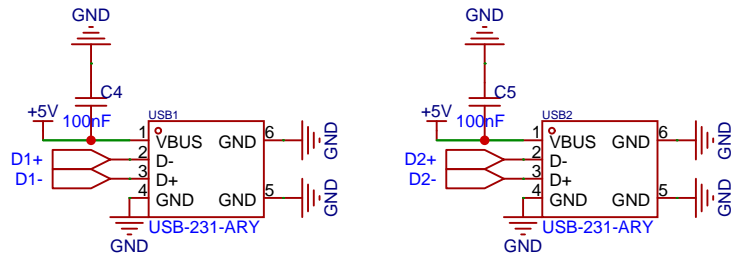 GND
C4
+5V
100nF
USB1
1
VBUS
GND
6
GND
D1+
2
D-
D1-
3
D+
4
GND
GND
5
GND
GND
USB-231-ARY
GND
C5
+5V
100nF
USB2
1
VBUS
GND
6
GND
D2+
2
D-
D2-
3
D+
4
GND
GND
5
GND
GND
USB-231-ARY